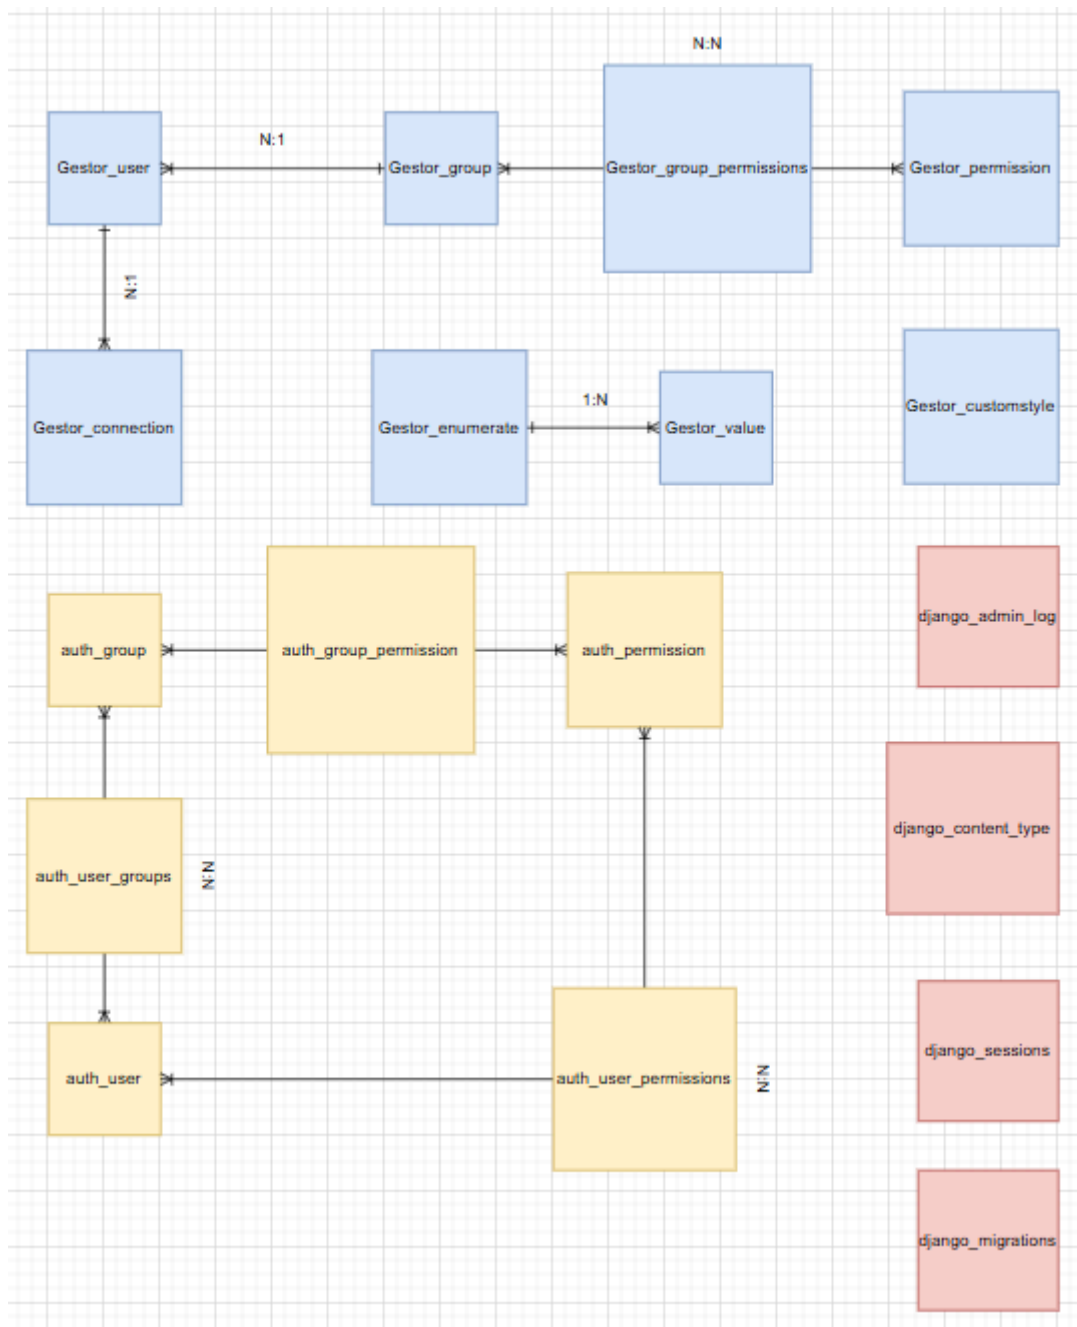 N:N
Gestor_user
N:1
Gestor_group
Gestor_group_permissions
Gestor_permission
N:1
Gestor_connection
Gestor_enumerate
1:N
Gestor_value
Gestor_customstyle
auth_group
auth_group_permission
auth_permission
django_admin_log
auth_user_groups
N:N
django_content_type
auth_user
auth_user_permissions
N:N
django_sessions
django_migrations